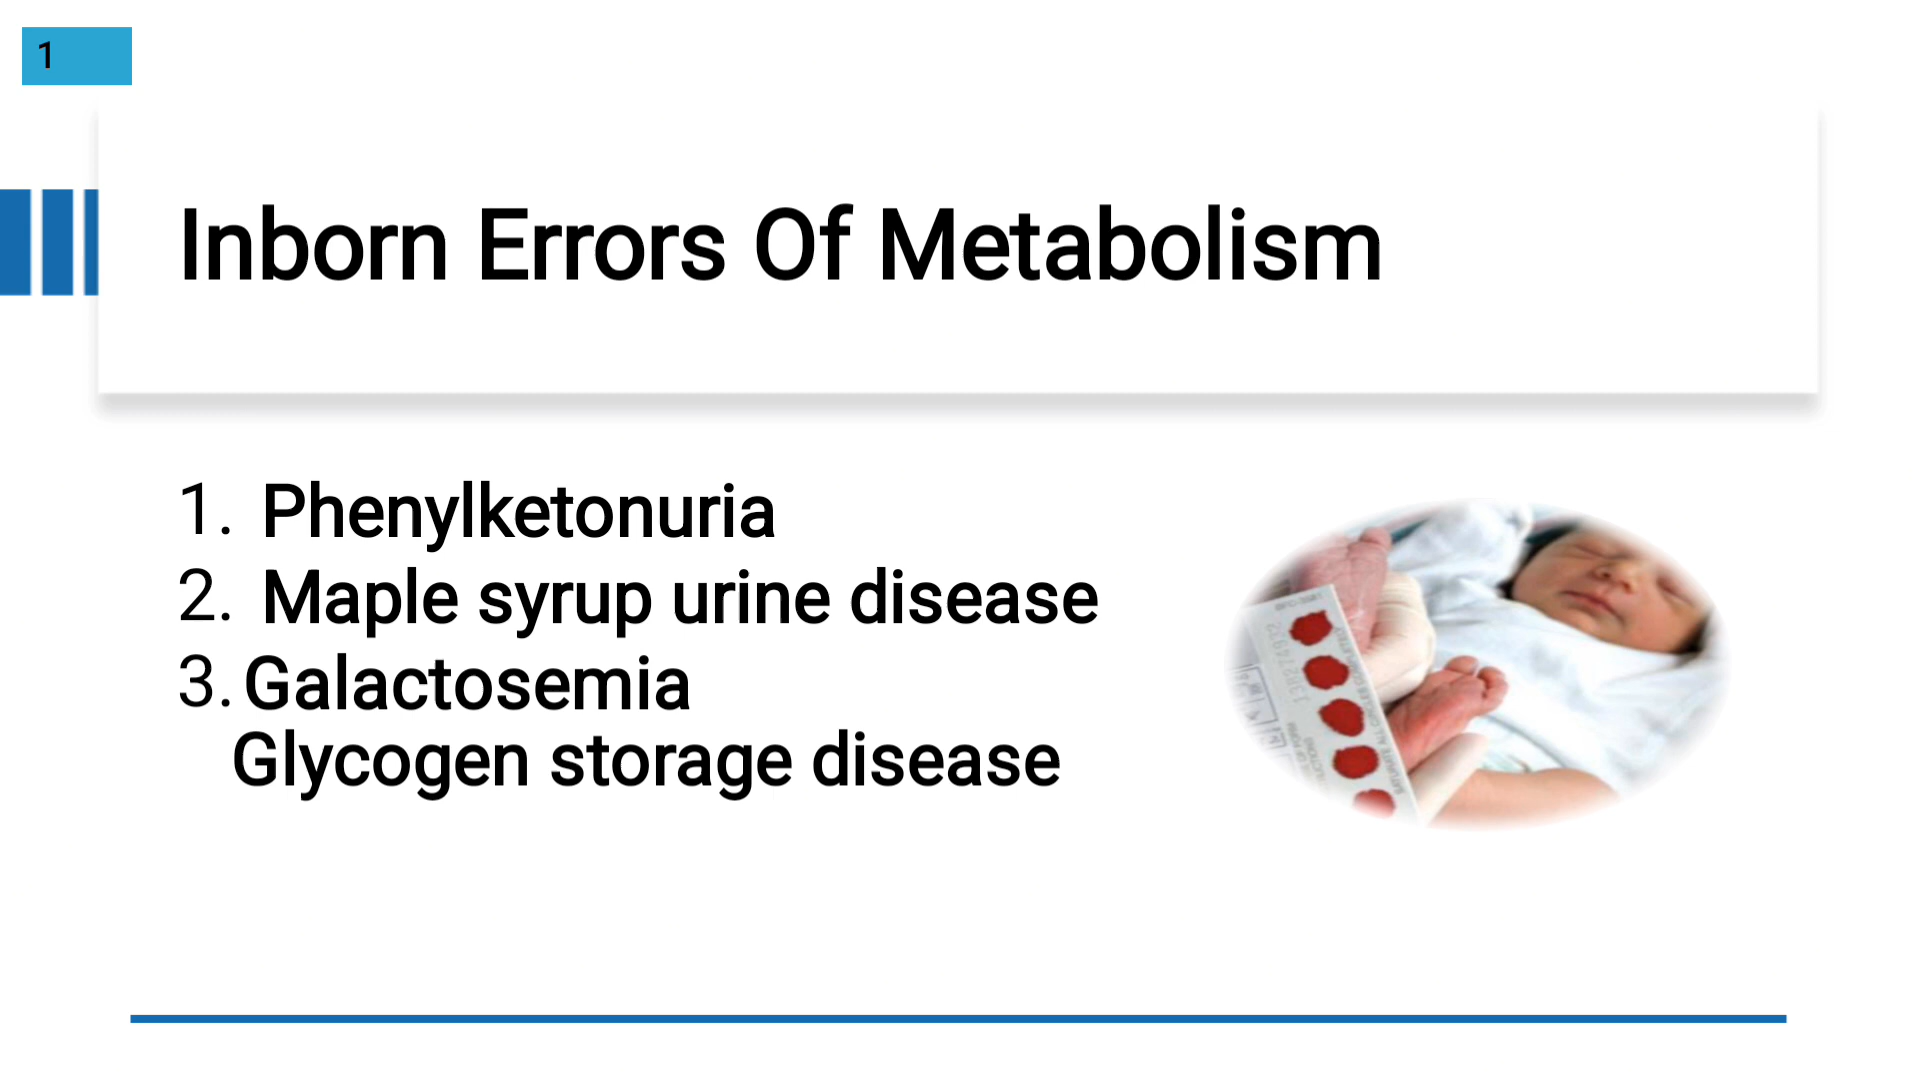 1
Inborn Errors Of Metabolism
1. Phenylketonuria
2. Maple syrup urine disease
3. Galactosemia
Glycogen storage disease